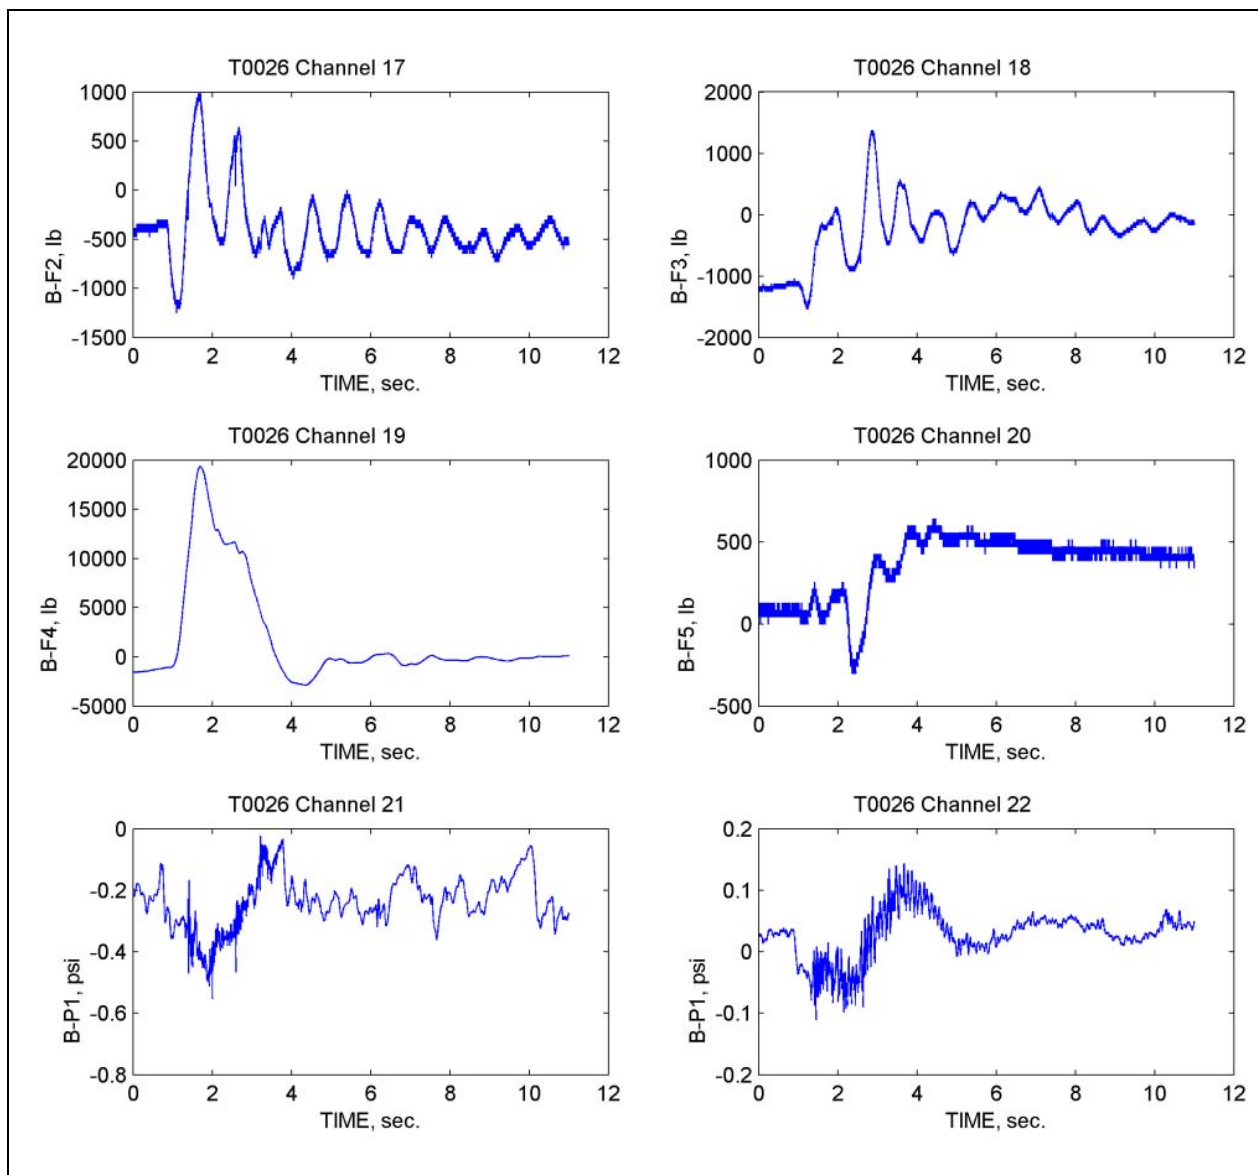 T0026 Channel 17
B-F2, lb
1000
500
0
-500
-1000
-1500
0 2 4 6 8 10 12
TIME, sec.
T0026 Channel 18
B-F3, lb
2000
1000
0
-1000
-2000
0 2 4 6 8 10 12
TIME, sec.
T0026 Channel 19
B-F4, lb
20000
15000
10000
5000
0
-5000
0 2 4 6 8 10 12
TIME, sec.
T0026 Channel 20
B-F5, lb
1000
500
0
-500
0 2 4 6 8 10 12
TIME, sec.
T0026 Channel 21
B-P1, psi
0
-0.2
-0.4
-0.6
-0.8
0 2 4 6 8 10 12
TIME, sec.
T0026 Channel 22
B-P1, psi
0.2
0.1
0
-0.1
-0.2
0 2 4 6 8 10 12
TIME, sec.